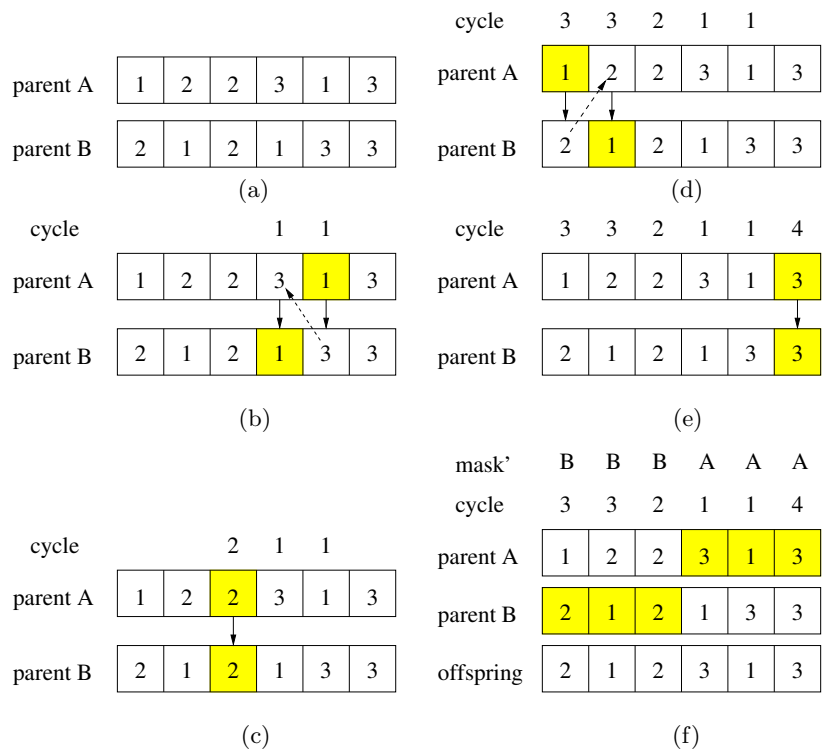 parent A 1 2 2 3 1 3
parent B 2 1 2 1 3 3
(a)
cycle 1 1
parent A 1 2 2 3 1 3
parent B 2 1 2 1 3 3
(b)
cycle 2 1 1
parent A 1 2 2 3 1 3
parent B 2 1 2 1 3 3
(c)
cycle 3 3 2 1 1
parent A 1 2 2 3 1 3
parent B 2 1 2 1 3 3
(d)
cycle 3 3 2 1 1 4
parent A 1 2 2 3 1 3
parent B 2 1 2 1 3 3
(e)
mask' B B B A A A
cycle 3 3 2 1 1 4
parent A 1 2 2 3 1 3
parent B 2 1 2 1 3 3
offspring 2 1 2 3 1 3
(f)